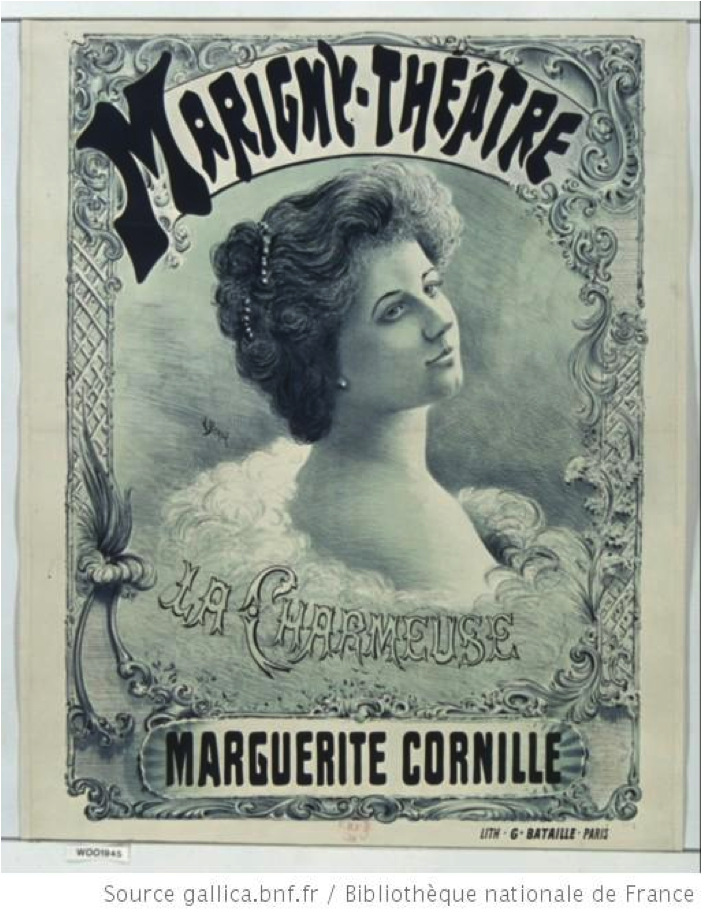 MARIGNY-THÉÂTRE
LA CHARMEUSE
MARGUERITE CORNILLE
LITH · G · BATAILLE · PARIS
W001845
Source gallica.bnf.fr / Bibliothèque nationale de France